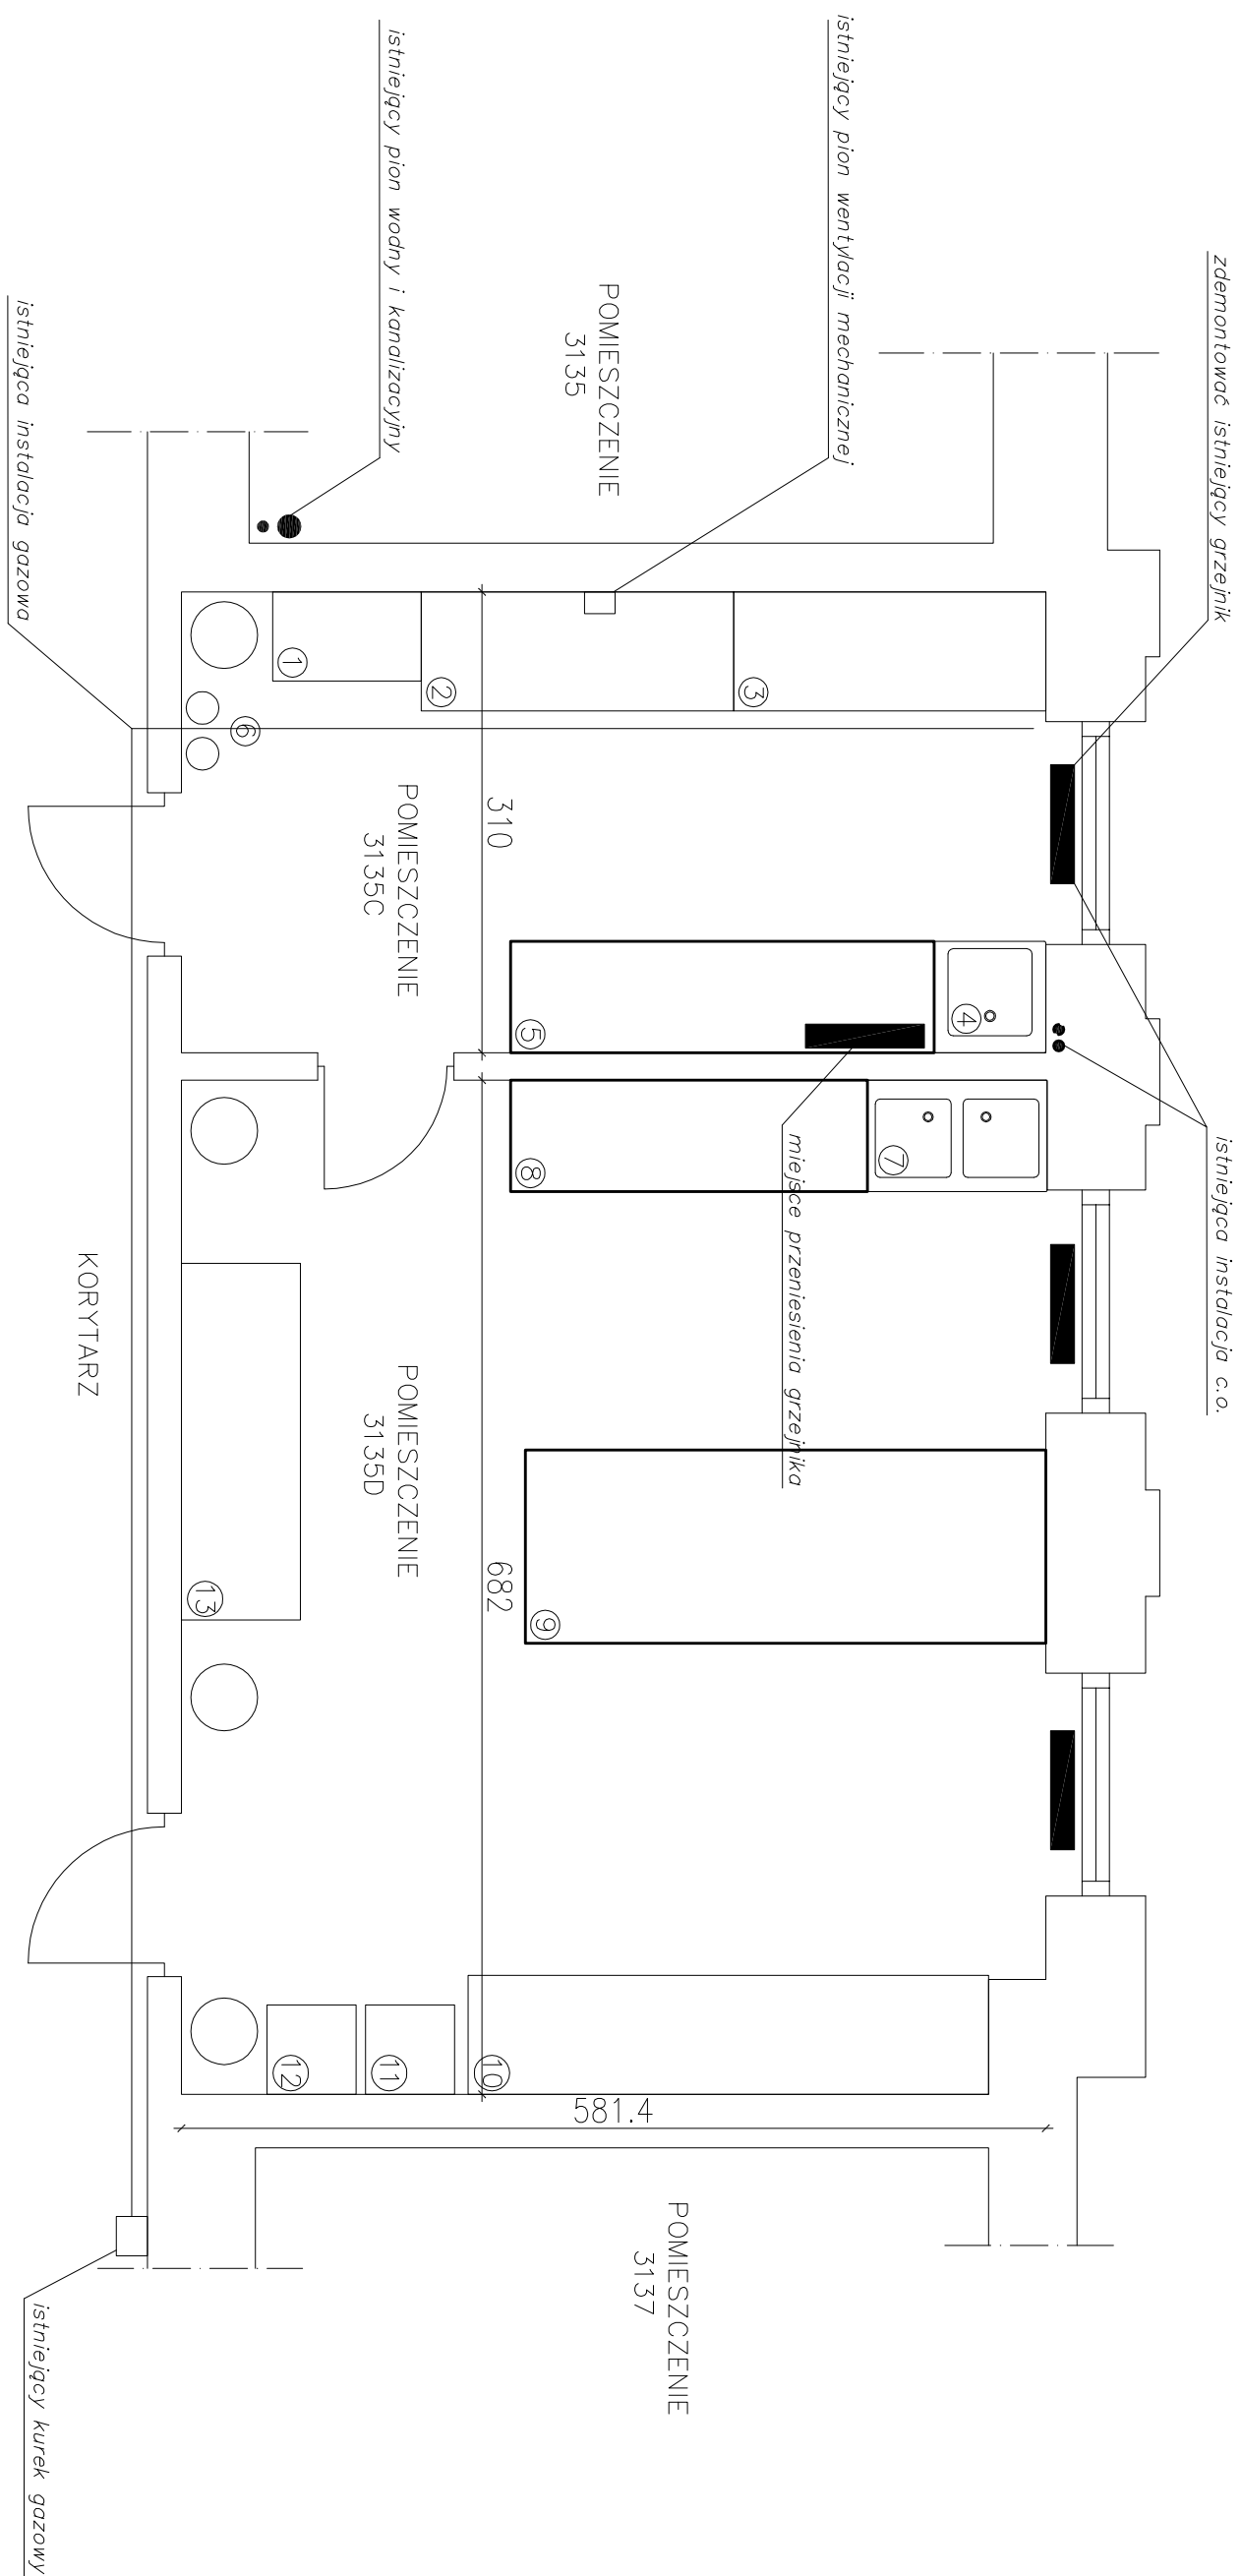 zdemontować istniejący grzejnik
istniejąca instalacja c.o.
istniejący pion wentylacji mechanicznej
miejsce przeniesienia grzejnika
POMIESZCZENIE
3135
POMIESZCZENIE
3137
581.4
3
4
7
2
5
8
9
10
310
682
istniejący pion wodny i kanalizacyjny
POMIESZCZENIE
3135C
POMIESZCZENIE
3135D
11
1
12
6
13
KORYTARZ
istniejący kurek gazowy
istniejąca instalacja gazowa